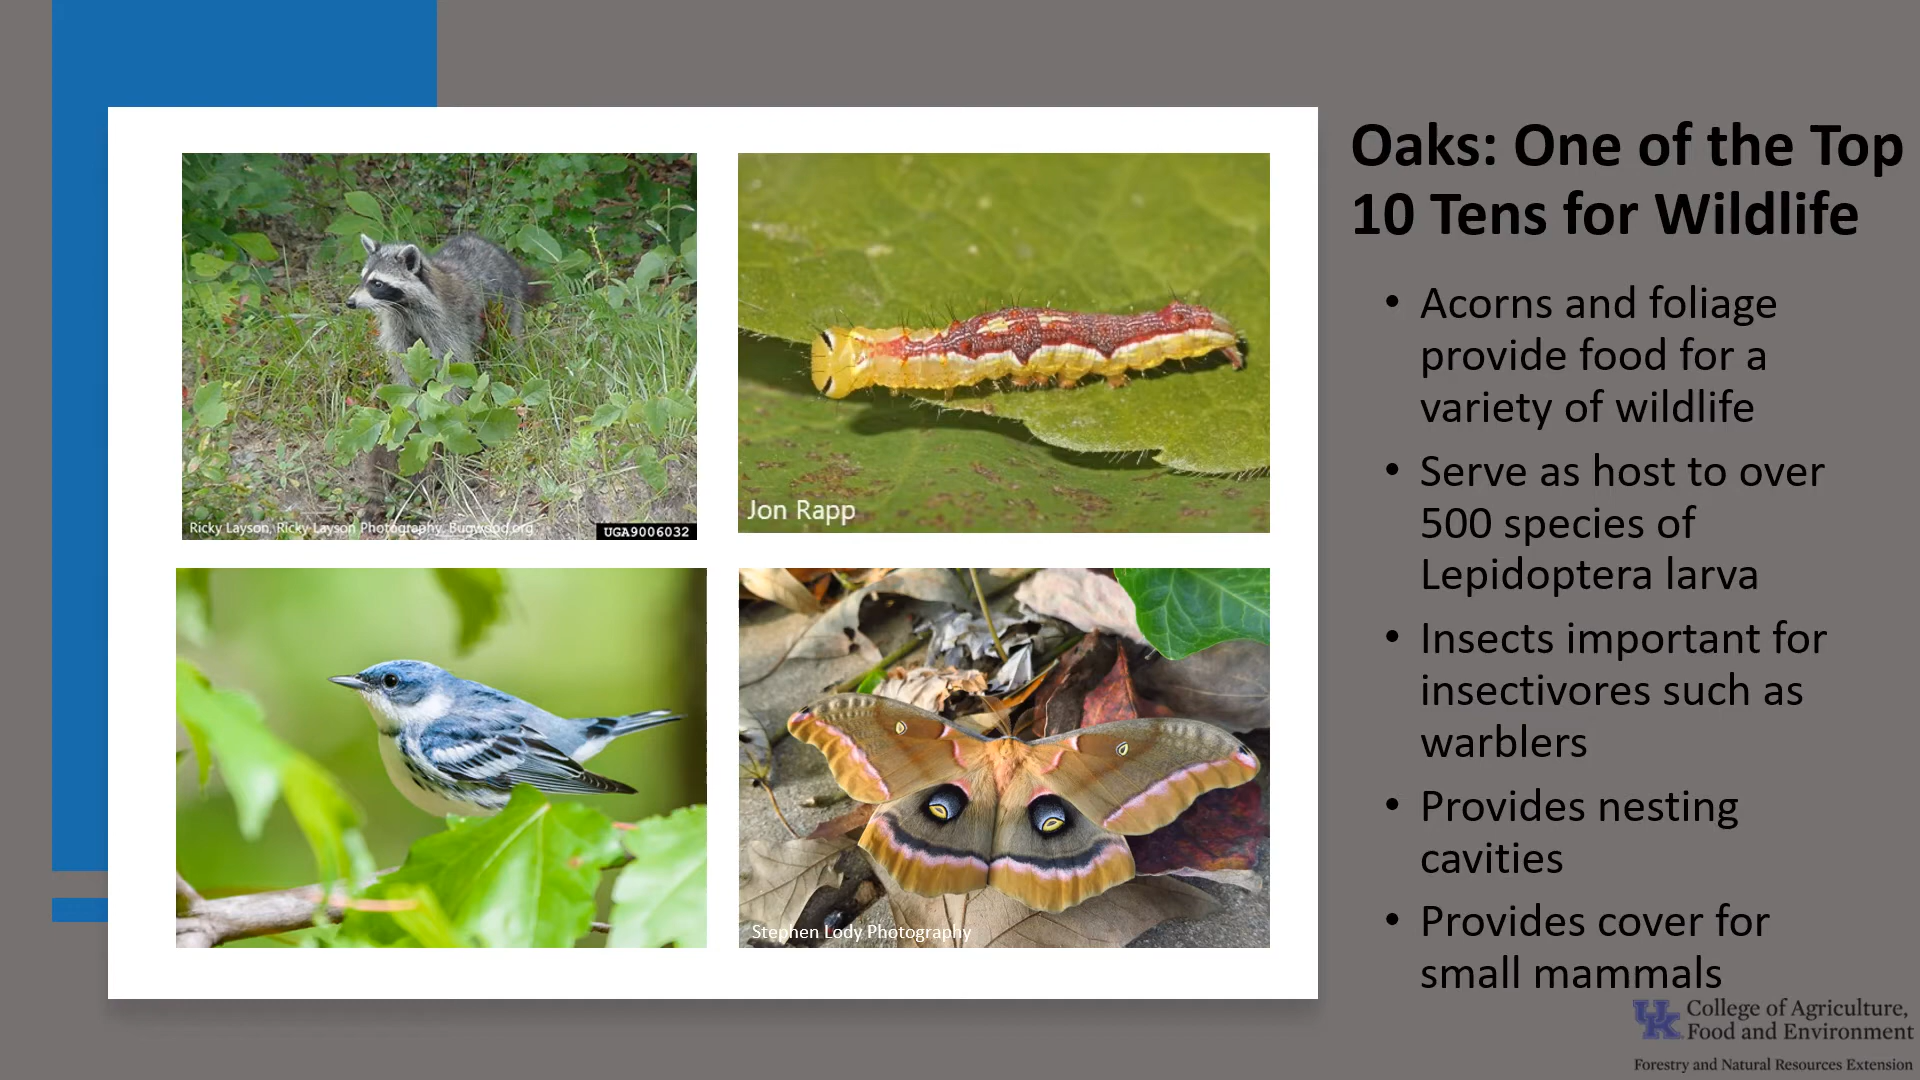 Oaks: One of the Top
10 Tens for Wildlife
• Acorns and foliage
provide food for a
variety of wildlife
• Serve as host to over
500 species of
Lepidoptera larva
• Insects important for
insectivores such as
warblers
• Provides nesting
cavities
• Provides cover for
small mammals
Ricky Layson, Ricky Layson Photography, Bugwood.org
UGA9006032
Jon Rapp
Stephen Lody Photography
UK College of Agriculture,
Food and Environment
Forestry and Natural Resources Extension